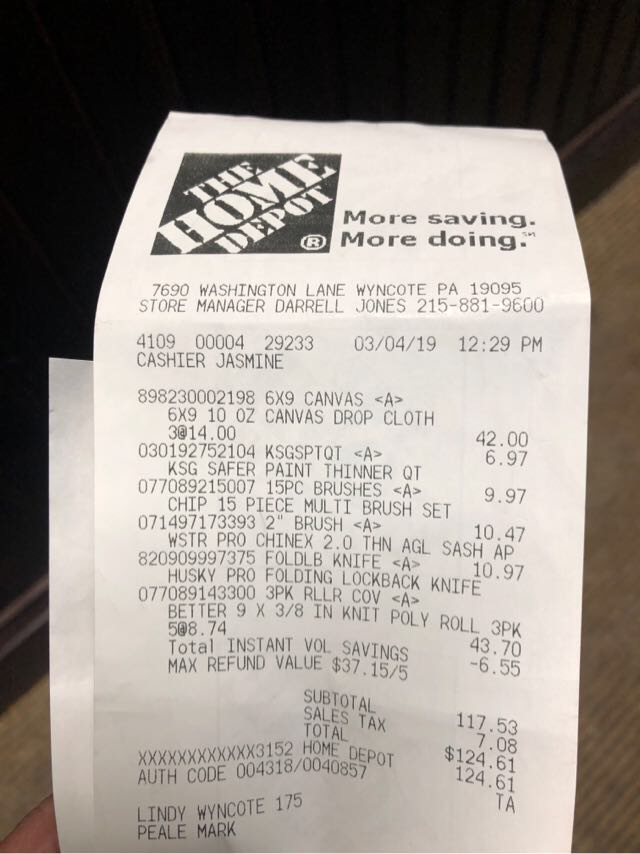 THE
HOME
DEPOT
®
More saving.
More doing.℠
7690 WASHINGTON LANE WYNCOTE PA 19095
STORE MANAGER DARRELL JONES 215-881-9600
4109 00004 29233 03/04/19 12:29 PM
CASHIER JASMINE
898230002198 6X9 CANVAS <A>
6X9 10 OZ CANVAS DROP CLOTH
3@14.00 42.00
030192752104 KSGSPTQT <A> 6.97
KSG SAFER PAINT THINNER QT
077089215007 15PC BRUSHES <A> 9.97
CHIP 15 PIECE MULTI BRUSH SET
071497173393 2" BRUSH <A> 10.47
WSTR PRO CHINEX 2.0 THN AGL SASH AP
820909997375 FOLDLB KNIFE <A> 10.97
HUSKY PRO FOLDING LOCKBACK KNIFE
077089143300 3PK RLLR COV <A>
BETTER 9 X 3/8 IN KNIT POLY ROLL 3PK
5@8.74 43.70
Total INSTANT VOL SAVINGS -6.55
MAX REFUND VALUE $37.15/5
SUBTOTAL 117.53
SALES TAX 7.08
TOTAL $124.61
XXXXXXXXXXXX3152 HOME DEPOT 124.61
AUTH CODE 004318/0040857 TA
LINDY WYNCOTE 175
PEALE MARK